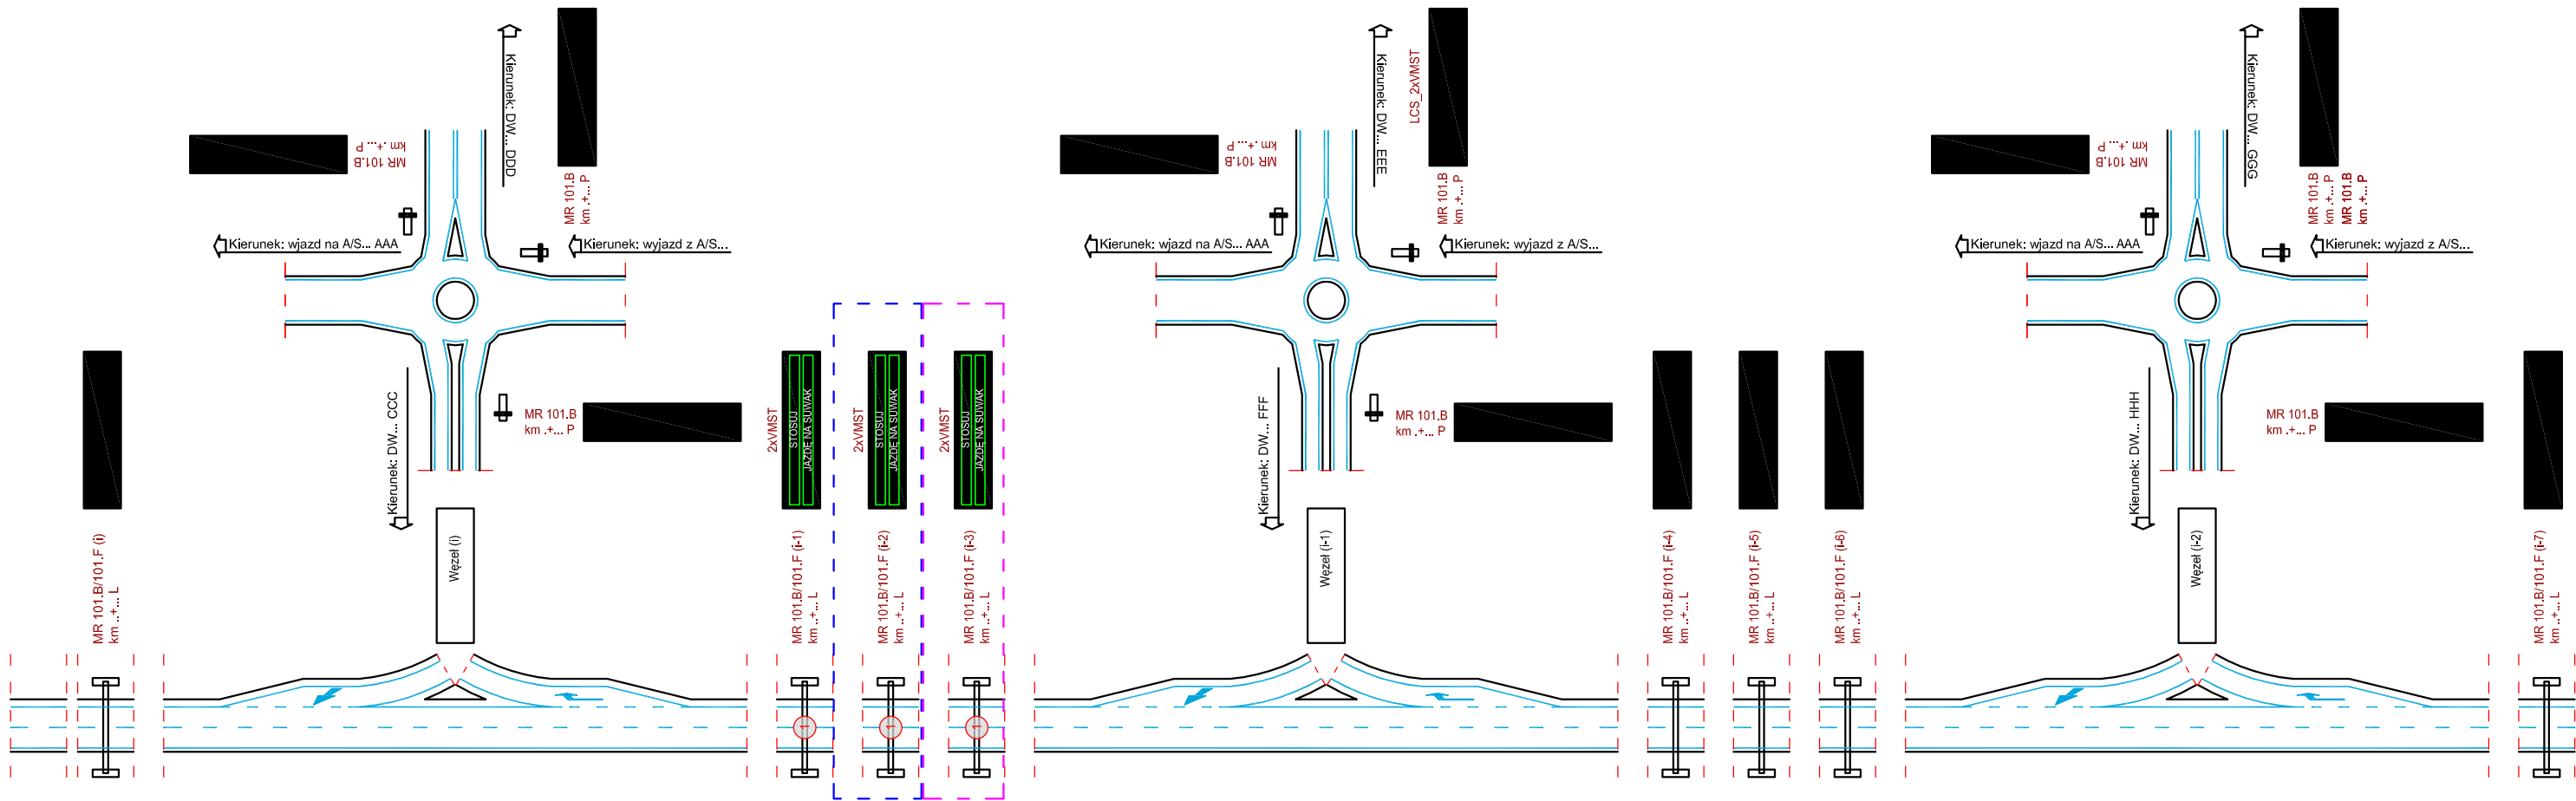 Kierunek: DW... DDD
MR 101.B
km .+... P
MR 101.B
km .+... P
Kierunek: wjazd na A/S... AAA
Kierunek: wyjazd z A/S...
Kierunek: DW... CCC
MR 101.B
km .+... P
MR 101.B/101.F (i)
km ..+... L
Węzeł (i)
2xVMST
STOSUJ
JAZDĘ NA SUWAK
MR 101.B/101.F (i-1)
km ..+... L
1
2xVMST
STOSUJ
JAZDĘ NA SUWAK
MR 101.B/101.F (i-2)
km ..+... L
1
2xVMST
STOSUJ
JAZDĘ NA SUWAK
MR 101.B/101.F (i-3)
km ..+... L
1
Kierunek: DW... EEE
LCS_2xVMST
MR 101.B
km .+... P
MR 101.B
km .+... P
Kierunek: wjazd na A/S... AAA
Kierunek: wyjazd z A/S...
Kierunek: DW... FFF
MR 101.B
km .+... P
Węzeł (i-1)
MR 101.B/101.F (i-4)
km ..+... L
MR 101.B/101.F (i-5)
km ..+... L
MR 101.B/101.F (i-6)
km ..+... L
Kierunek: DW... GGG
MR 101.B
km .+... P
MR 101.B
km .+... P
MR 101.B
km .+... P
Kierunek: wjazd na A/S... AAA
Kierunek: wyjazd z A/S...
Kierunek: DW... HHH
MR 101.B
km .+... P
Węzeł (i-2)
MR 101.B/101.F (i-7)
km ..+... L